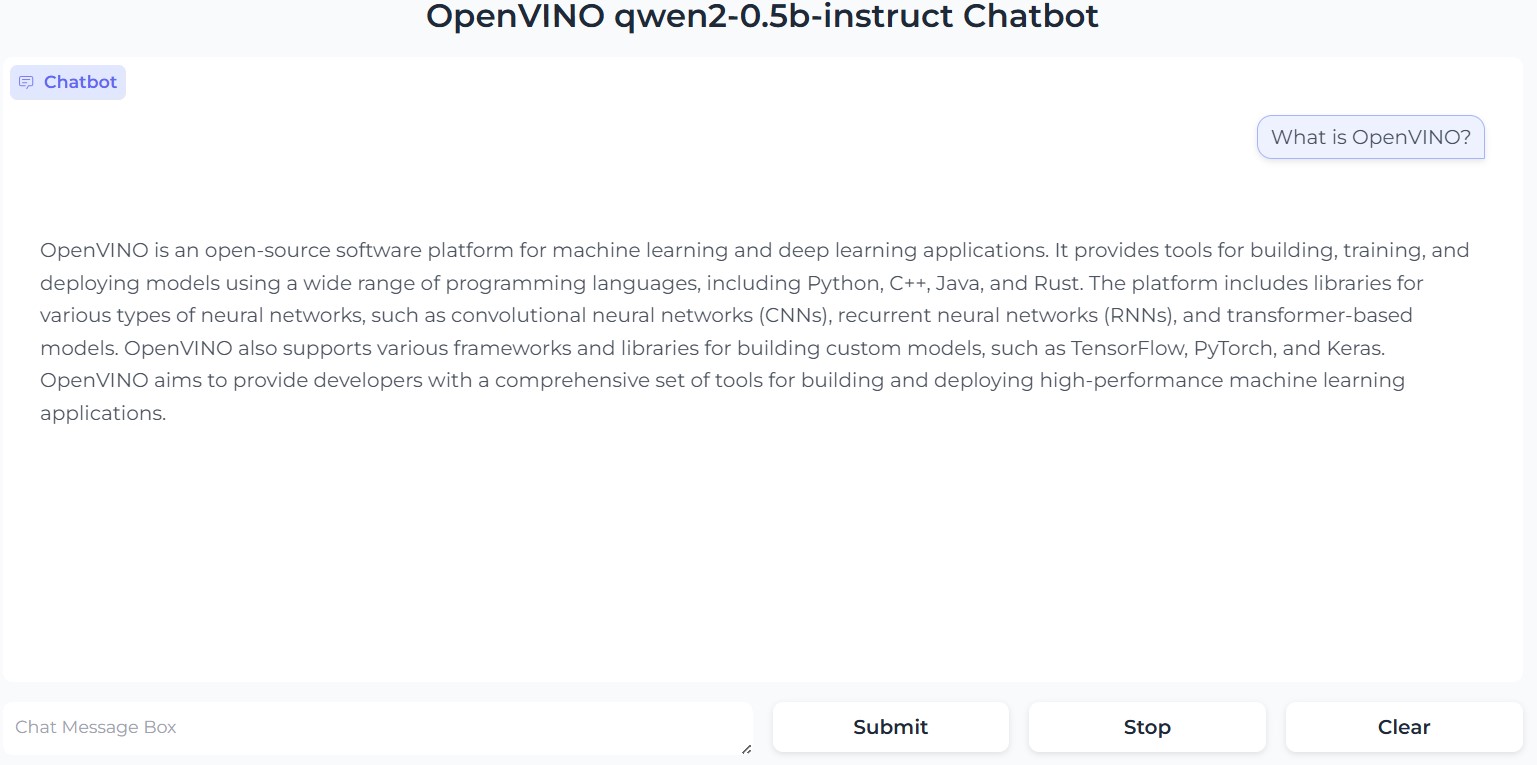 OpenVINO qwen2-0.5b-instruct Chatbot
Chatbot
What is OpenVINO?
OpenVINO is an open-source software platform for machine learning and deep learning applications. It provides tools for building, training, and
deploying models using a wide range of programming languages, including Python, C++, Java, and Rust. The platform includes libraries for
various types of neural networks, such as convolutional neural networks (CNNs), recurrent neural networks (RNNs), and transformer-based
models. OpenVINO also supports various frameworks and libraries for building custom models, such as TensorFlow, PyTorch, and Keras.
OpenVINO aims to provide developers with a comprehensive set of tools for building and deploying high-performance machine learning
applications.
Chat Message Box
Submit
Stop
Clear